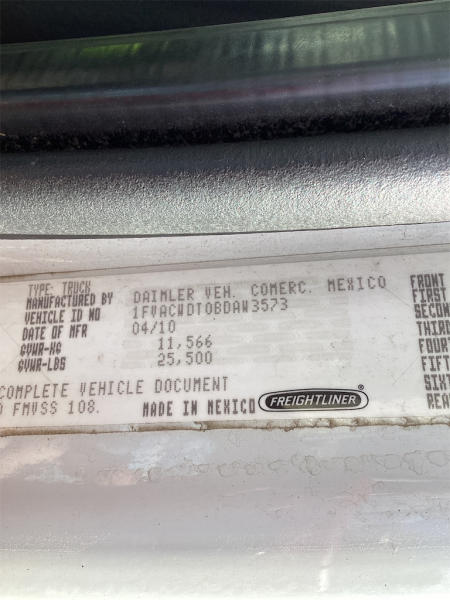 TYPE: TRUCK
MANUFACTURED BY DAIMLER VEH. COMERC. MEXICO
VEHICLE ID NO 1FVACWDT0BDAW3573
DATE OF MFR 04/10
GVWR-KG 11,566
GVWR-LBS 25,500
COMPLETE VEHICLE DOCUMENT
FMVSS 108. MADE IN MEXICO FREIGHTLINER ®
FRONT
FIRST
SECON
THIRD
FOURT
FIFT
SIXT
REA